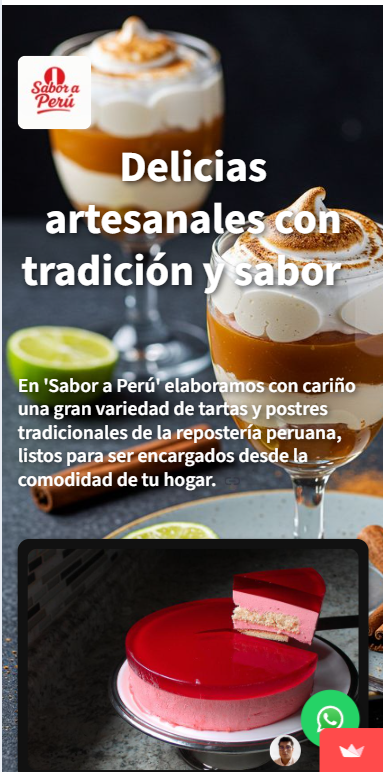 Sabor a
Perú
Delicias
artesanales con
tradición y sabor
En 'Sabor a Perú' elaboramos con cariño
una gran variedad de tartas y postres
tradicionales de la repostería peruana,
listos para ser encargados desde la
comodidad de tu hogar.